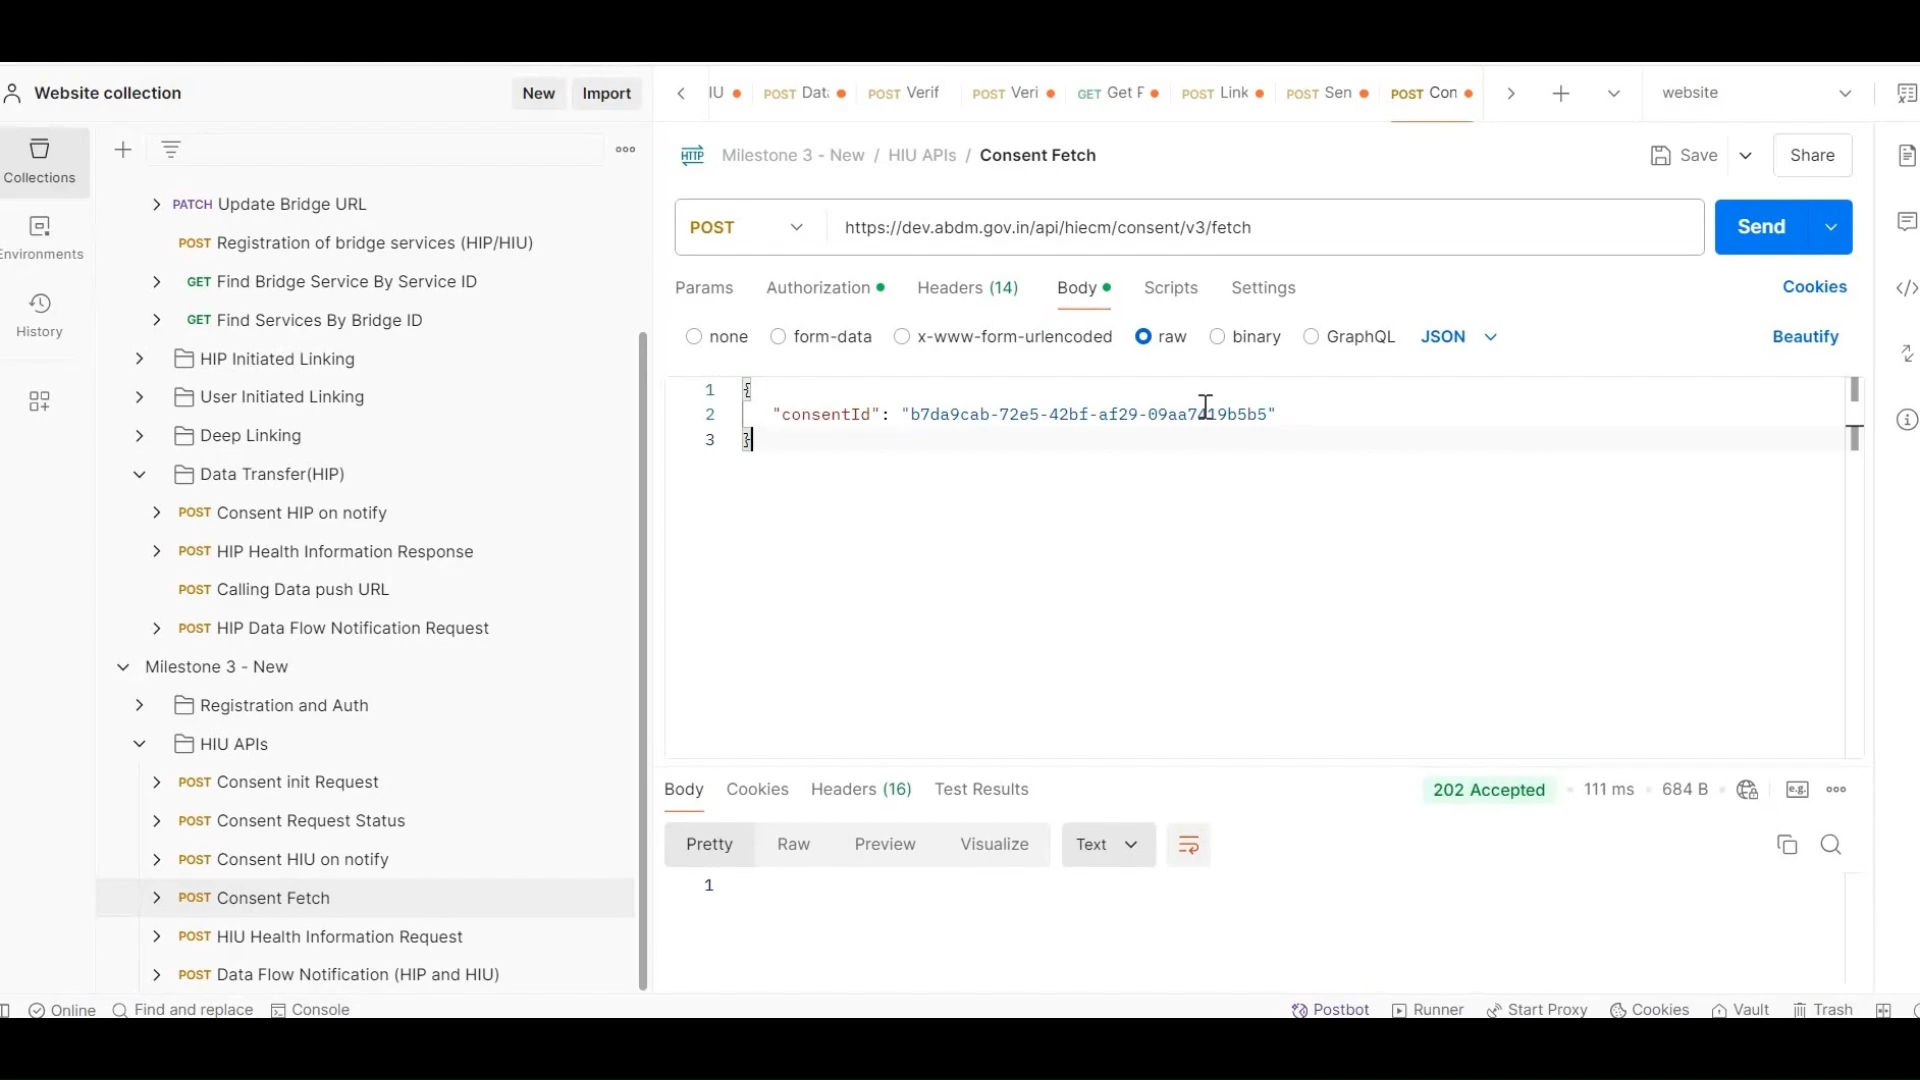 Website collection
New
Import
IU
POST Data
POST Verif
POST Veri
GET Get F
POST Link
POST Sen
POST Con
website
Collections
Environments
History
PATCH Update Bridge URL
POST Registration of bridge services (HIP/HIU)
GET Find Bridge Service By Service ID
GET Find Services By Bridge ID
HIP Initiated Linking
User Initiated Linking
Deep Linking
Data Transfer(HIP)
POST Consent HIP on notify
POST HIP Health Information Response
POST Calling Data push URL
POST HIP Data Flow Notification Request
Milestone 3 - New
Registration and Auth
HIU APIs
POST Consent init Request
POST Consent Request Status
POST Consent HIU on notify
POST Consent Fetch
POST HIU Health Information Request
POST Data Flow Notification (HIP and HIU)
HTTP Milestone 3 - New / HIU APIs / Consent Fetch
Save
Share
POST
https://dev.abdm.gov.in/api/hiecm/consent/v3/fetch
Send
Params Authorization Headers (14) Body Scripts Settings
Cookies
none form-data x-www-form-urlencoded raw binary GraphQL JSON
Beautify
1 {
2 "consentId": "b7da9cab-72e5-42bf-af29-09aa7419b5b5"
3 }
Body Cookies Headers (16) Test Results
202 Accepted 111 ms 684 B
e.g.
Pretty Raw Preview Visualize Text
1
Online Find and replace Console
Postbot Runner Start Proxy Cookies Vault Trash